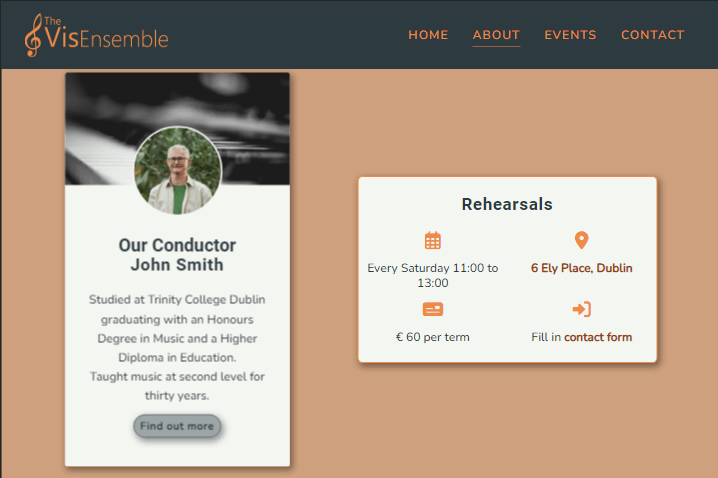 The
VisEnsemble
HOME ABOUT EVENTS CONTACT
Our Conductor
John Smith
Studied at Trinity College Dublin
graduating with an Honours
Degree in Music and a Higher
Diploma in Education.
Taught music at second level for
thirty years.
Find out more
Rehearsals
Every Saturday 11:00 to
13:00
6 Ely Place, Dublin
€ 60 per term
Fill in contact form